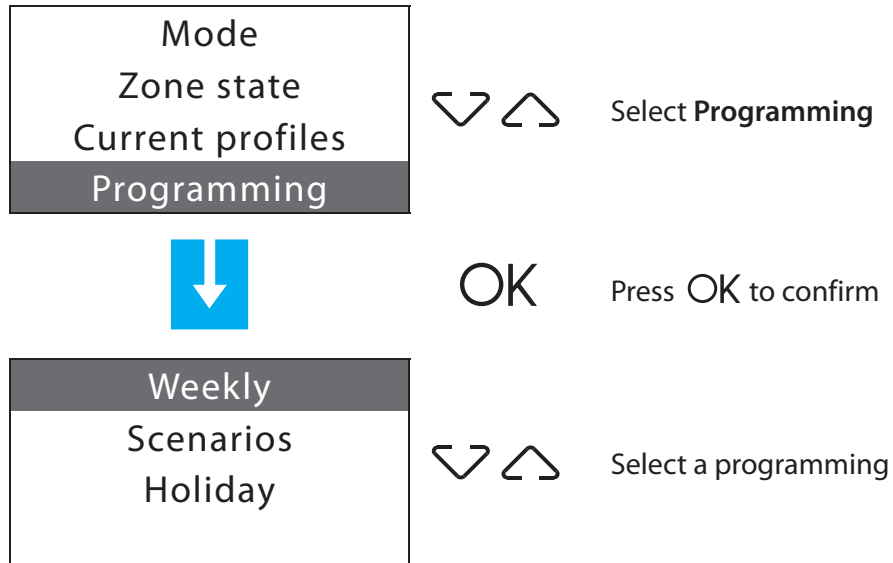 Mode
Zone state
Current profiles
Programming
Select Programming
OK
Press OK to confirm
Weekly
Scenarios
Holiday
Select a programming